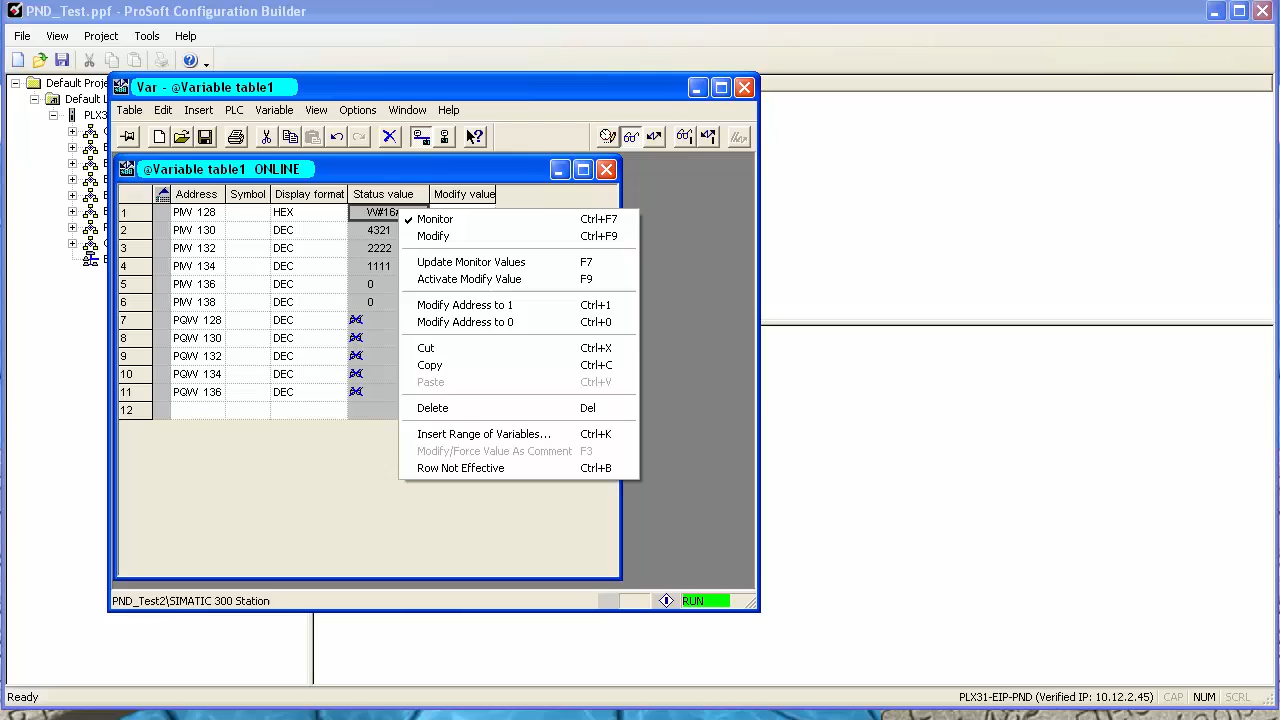 PND_Test.ppf - ProSoft Configuration Builder
File View Project Tools Help
Default Proje
Default L
PLX31
Var - @Variable table1
Table Edit Insert PLC Variable View Options Window Help
@Variable table1 ONLINE
Address Symbol Display format Status value Modify value
1 PIW 128 HEX W#16
2 PIW 130 DEC 4321
3 PIW 132 DEC 2222
4 PIW 134 DEC 1111
5 PIW 136 DEC 0
6 PIW 138 DEC 0
7 PQW 128 DEC
8 PQW 130 DEC
9 PQW 132 DEC
10 PQW 134 DEC
11 PQW 136 DEC
12
Monitor Ctrl+F7
Modify Ctrl+F9
Update Monitor Values F7
Activate Modify Value F9
Modify Address to 1 Ctrl+1
Modify Address to 0 Ctrl+0
Cut Ctrl+X
Copy Ctrl+C
Paste Ctrl+V
Delete Del
Insert Range of Variables... Ctrl+K
Modify/Force Value As Comment F3
Row Not Effective Ctrl+B
PND_Test2\SIMATIC 300 Station RUN
Ready PLX31-EIP-PND (Verified IP: 10.12.2.45) CAP NUM SCRL